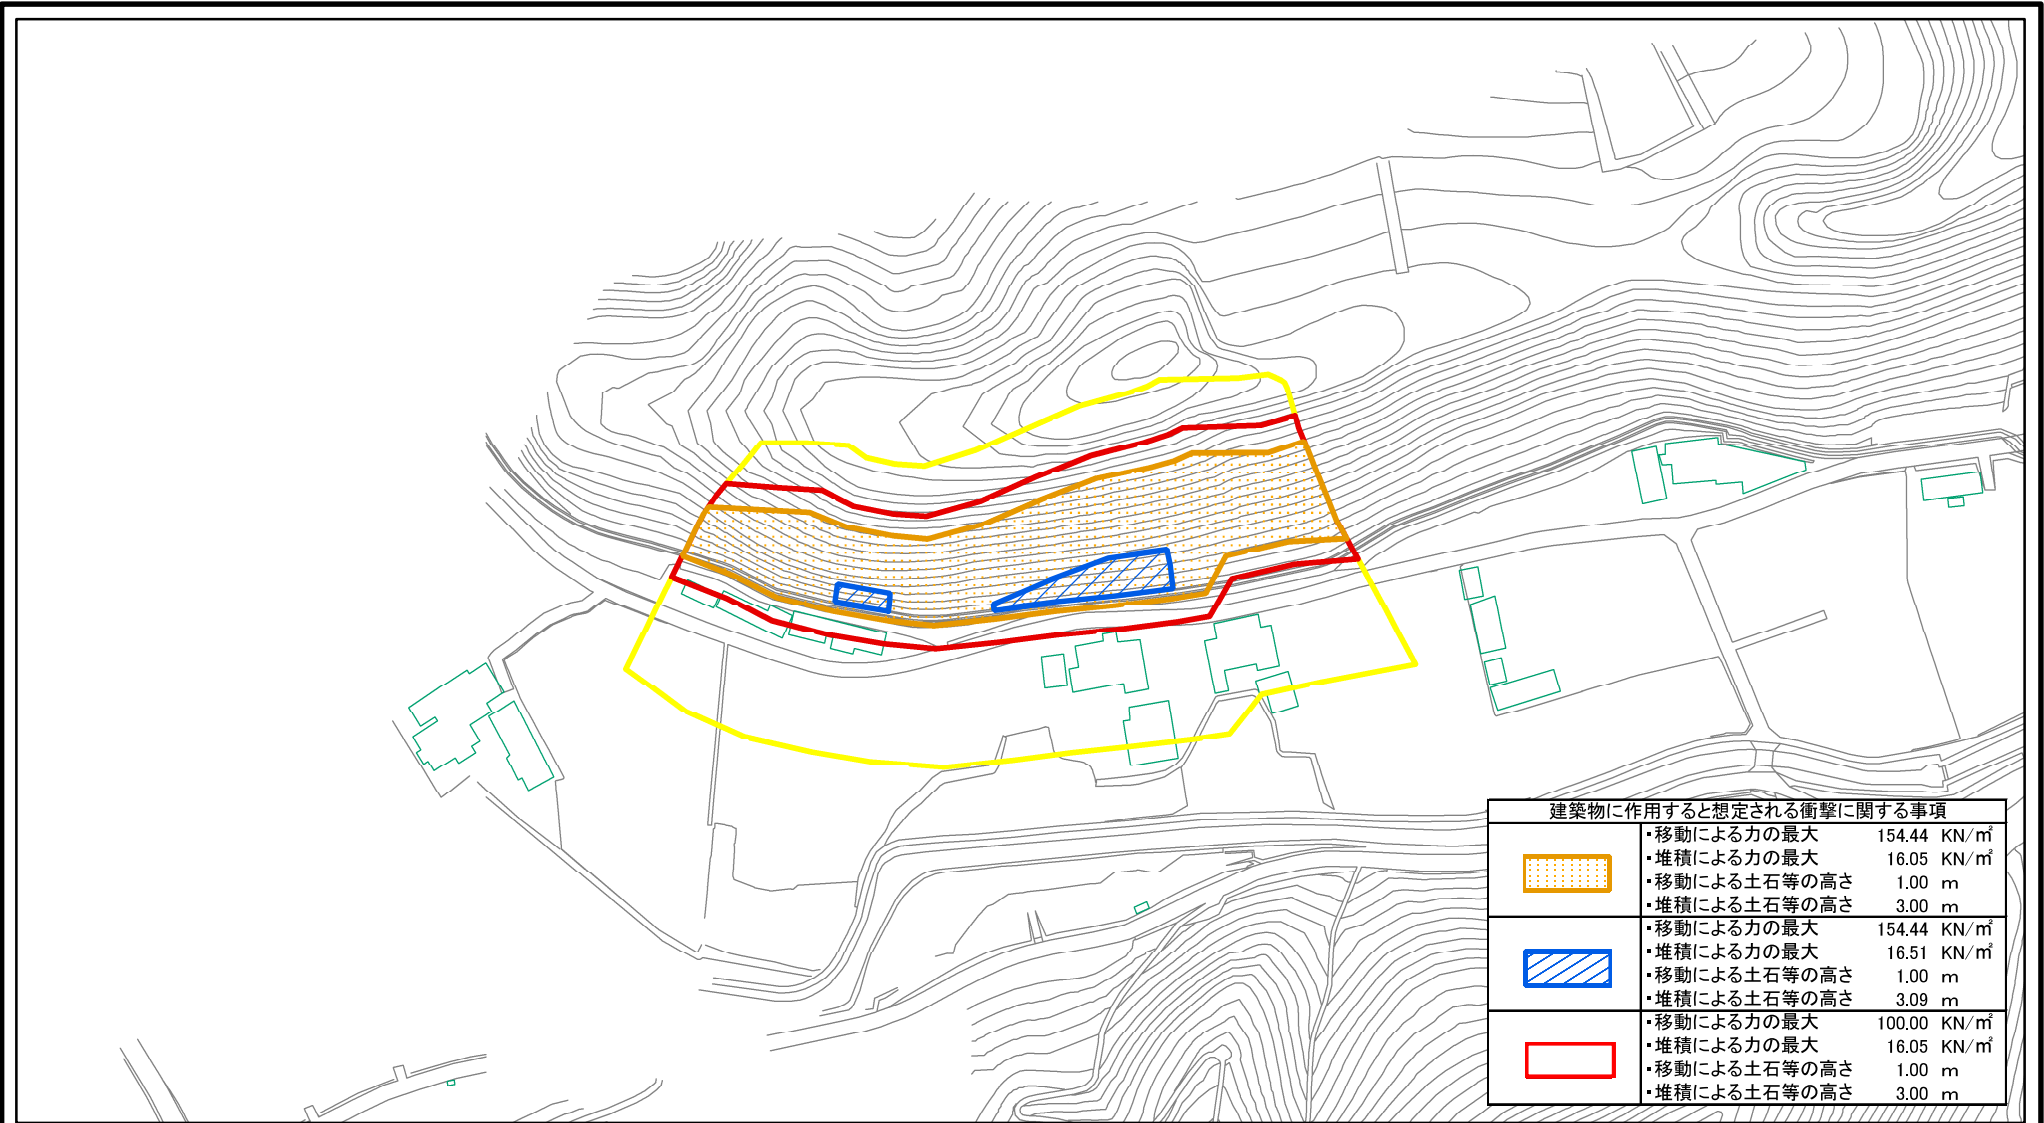 建築物に作用すると想定される衝撃に関する事項
・移動による力の最大 154.44 KN/㎡
・堆積による力の最大 16.05 KN/㎡
・移動による土石等の高さ 1.00 m
・堆積による土石等の高さ 3.00 m
・移動による力の最大 154.44 KN/㎡
・堆積による力の最大 16.51 KN/㎡
・移動による土石等の高さ 1.00 m
・堆積による土石等の高さ 3.09 m
・移動による力の最大 100.00 KN/㎡
・堆積による力の最大 16.05 KN/㎡
・移動による土石等の高さ 1.00 m
・堆積による土石等の高さ 3.00 m